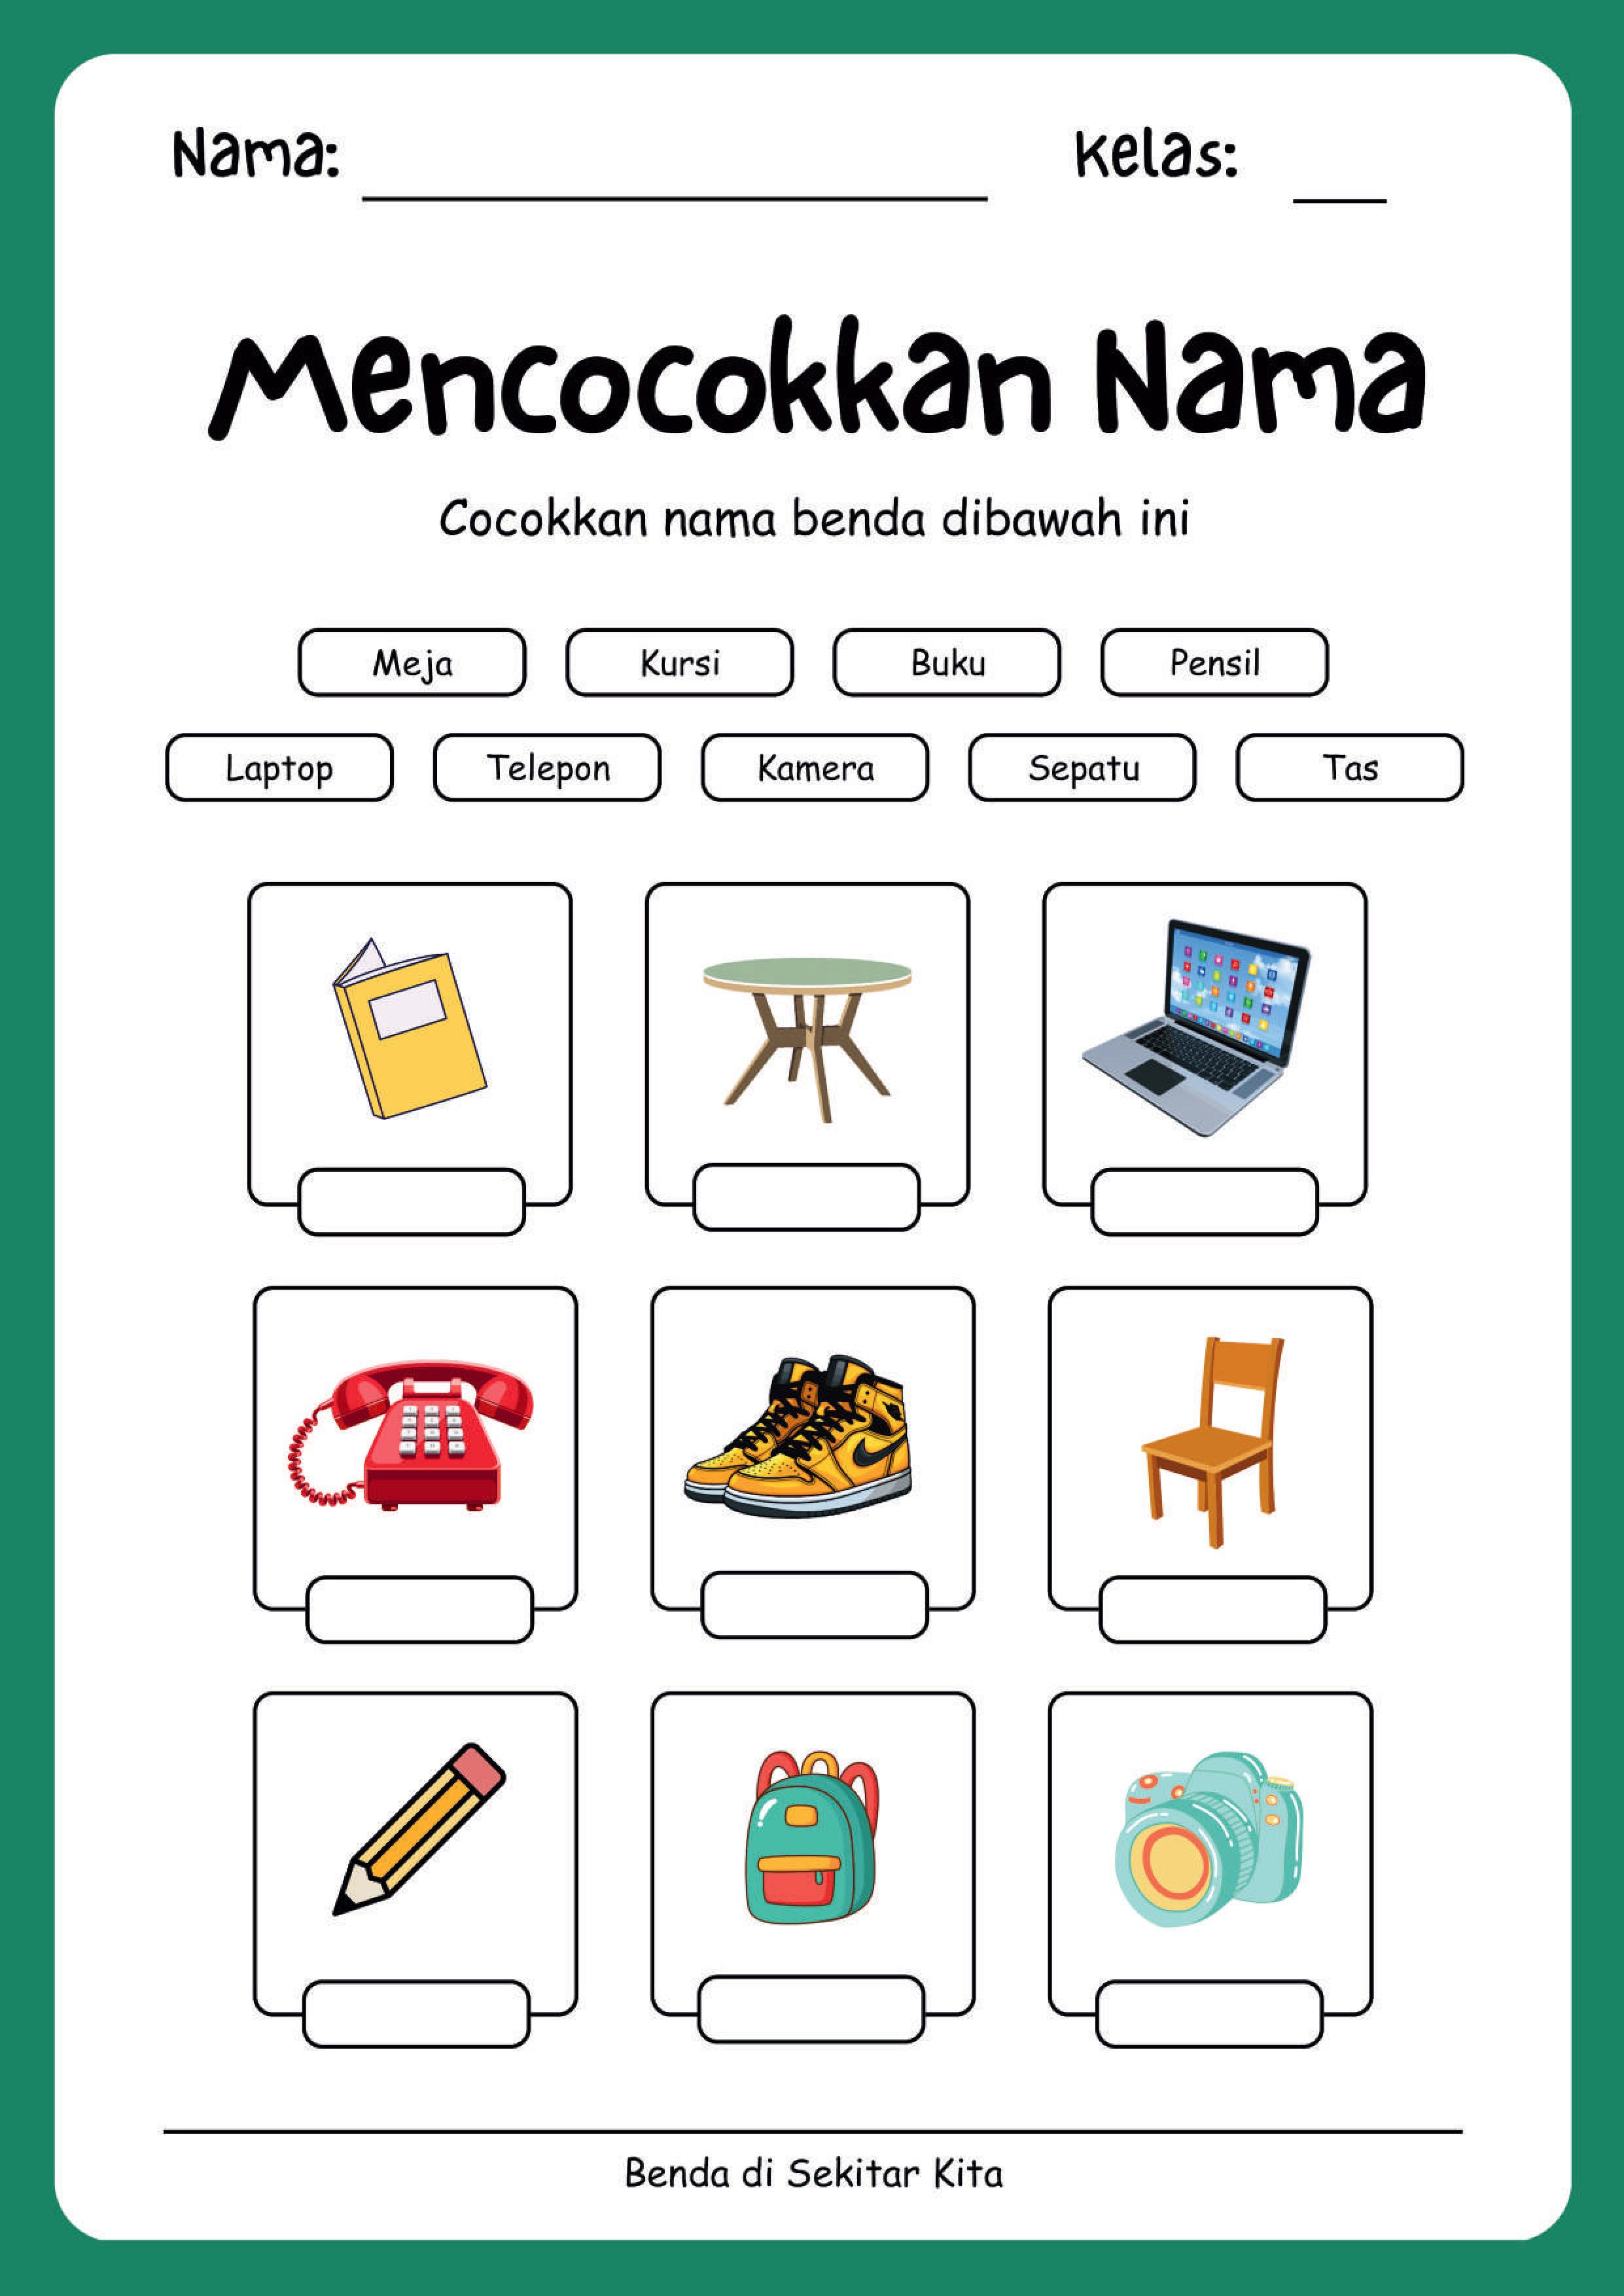 Nama: Kelas:
Mencocokkan Nama
Cocokkan nama benda dibawah ini
Meja Kursi Buku Pensil
Laptop Telepon Kamera Sepatu Tas
Benda di Sekitar Kita